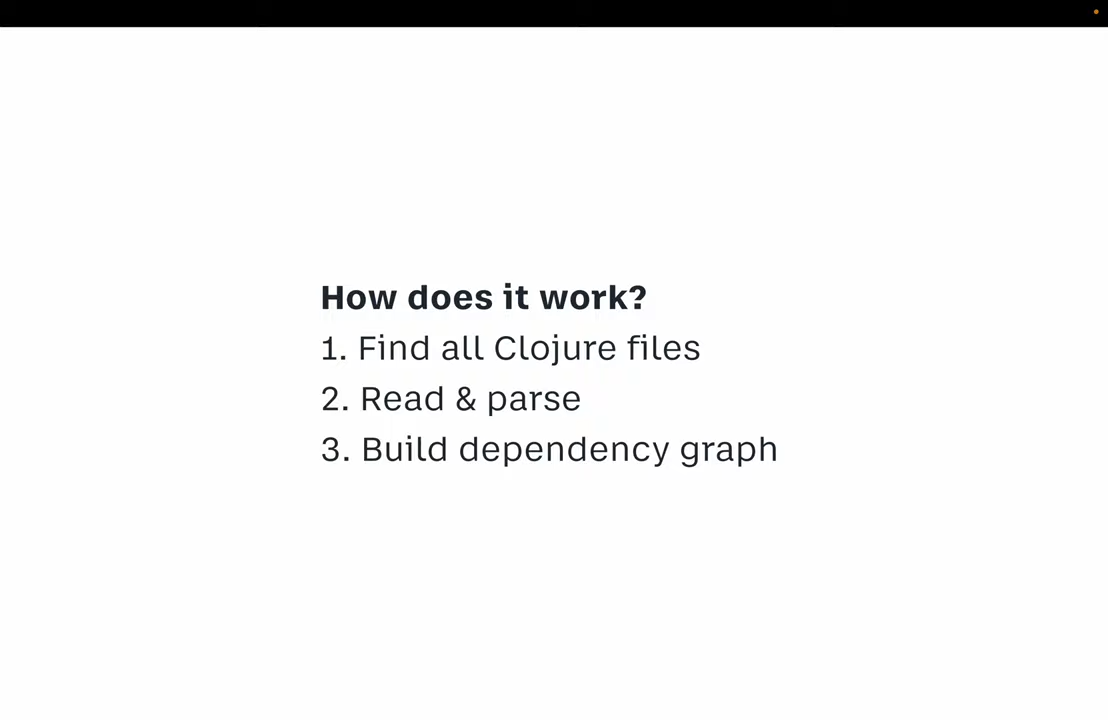 How does it work?
1. Find all Clojure files
2. Read & parse
3. Build dependency graph